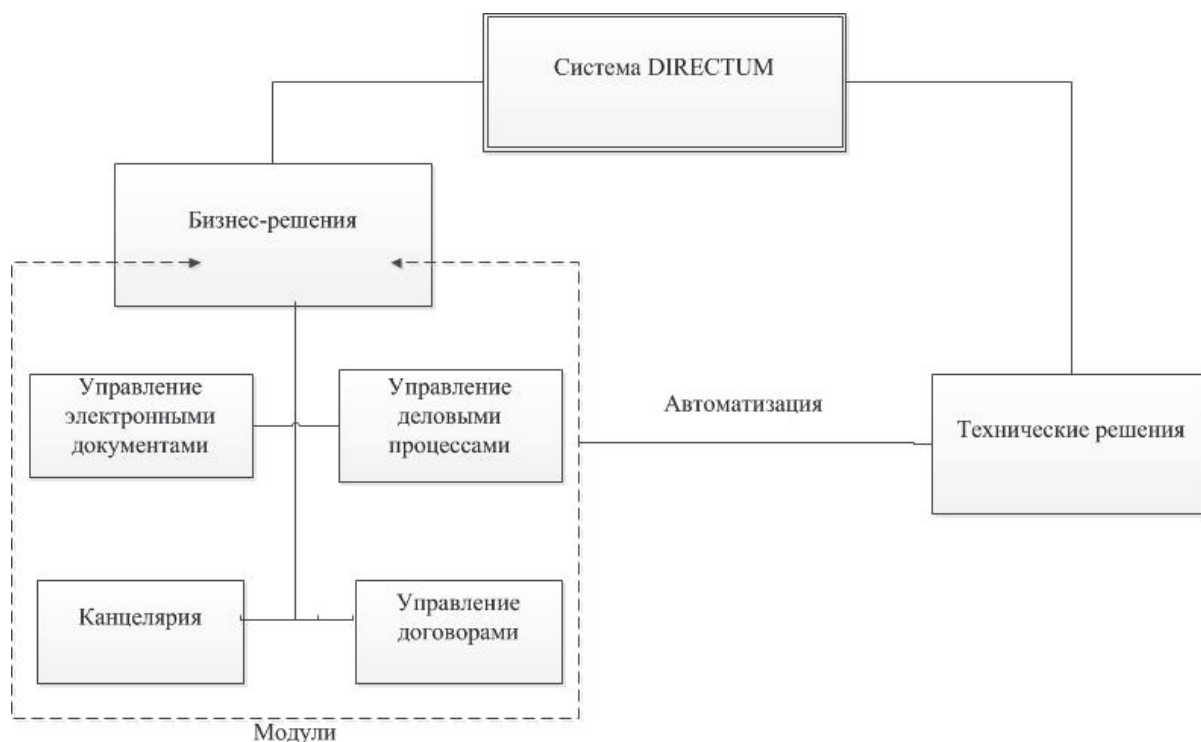 Система DIRECTUM
Бизнес-решения
Управление
электронными
документами
Управление
деловыми
процессами
Автоматизация
Технические решения
Канцелярия
Управление
договорами
Модули